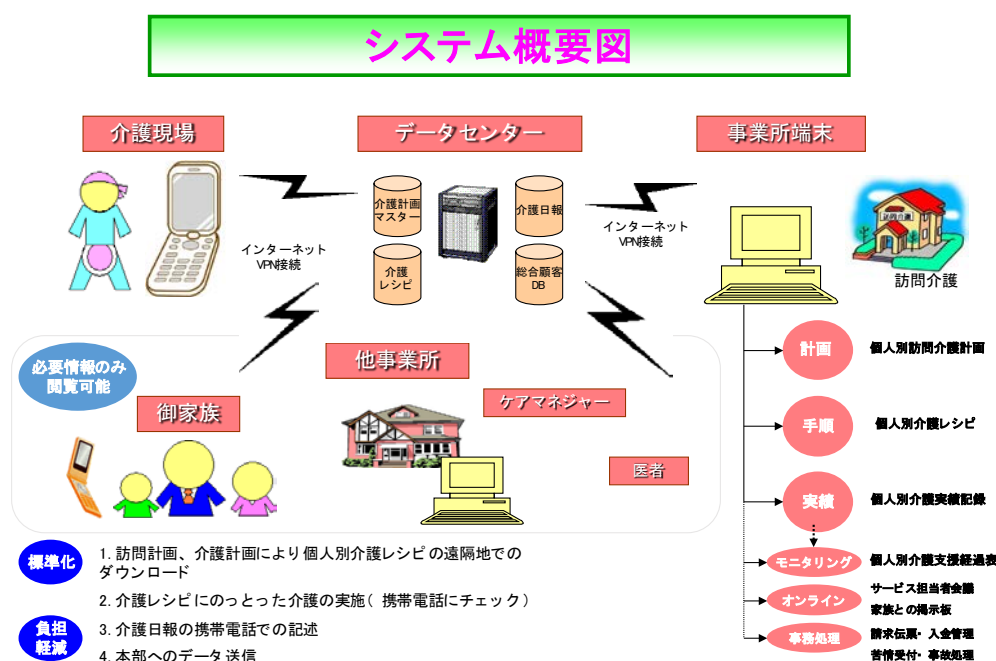 システム概要図
介護現場
データセンター
事業所端末
介護計画
マスター
介護日報
介護
レシピ
総合顧客
DB
インターネット
VPN接続
インターネット
VPN接続
訪問介護
訪問介護
必要情報のみ
閲覧可能
御家族
他事業所
ケアマネジャー
医者
計画
個人別訪問介護計画
手順
個人別介護レシピ
実績
個人別介護実績記録
モニタリング
個人別介護支援経過表
オンライン
サービス担当者会議
家族との掲示板
事務処理
請求伝票・入金管理
苦情受付・事故処理
標準化
1. 訪問計画、介護計画により個人別介護レシピの遠隔地での
ダウンロード
2. 介護レシピにのっとった介護の実施( 携帯電話にチェック)
負担
軽減
3. 介護日報の携帯電話での記述
4. 本部へのデータ送信